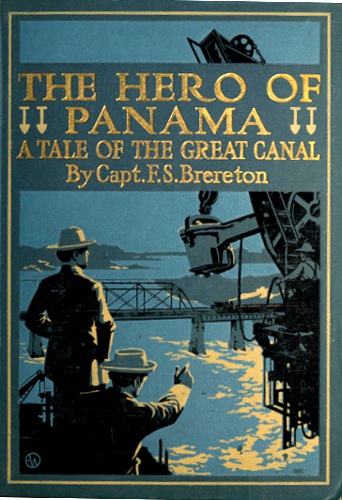 THE HERO OF
PANAMA
A TALE OF THE GREAT CANAL
By Capt. F.S. Brereton